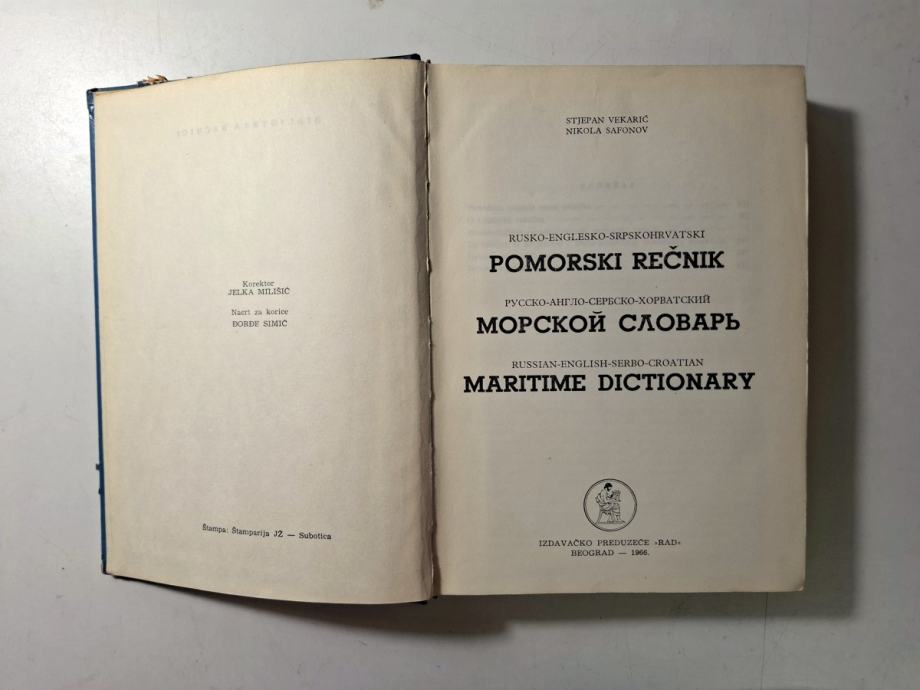 Korektor
JELKA MILIŠIĆ
Nacrt za korice
ĐORĐE SIMIĆ
Štampa: Štamparija JŽ — Subotica
STJEPAN VEKARIĆ
NIKOLA SAFONOV
RUSKO-ENGLESKO-SRPSKOHRVATSKI
POMORSKI REČNIK
РУССКО-АНГЛО-СЕРБСКО-ХОРВАТСКИЙ
МОРСКОЙ СЛОВАРЬ
RUSSIAN-ENGLISH-SERBO-CROATIAN
MARITIME DICTIONARY
IZDAVAČKO PREDUZEĆE »RAD«
BEOGRAD — 1966.